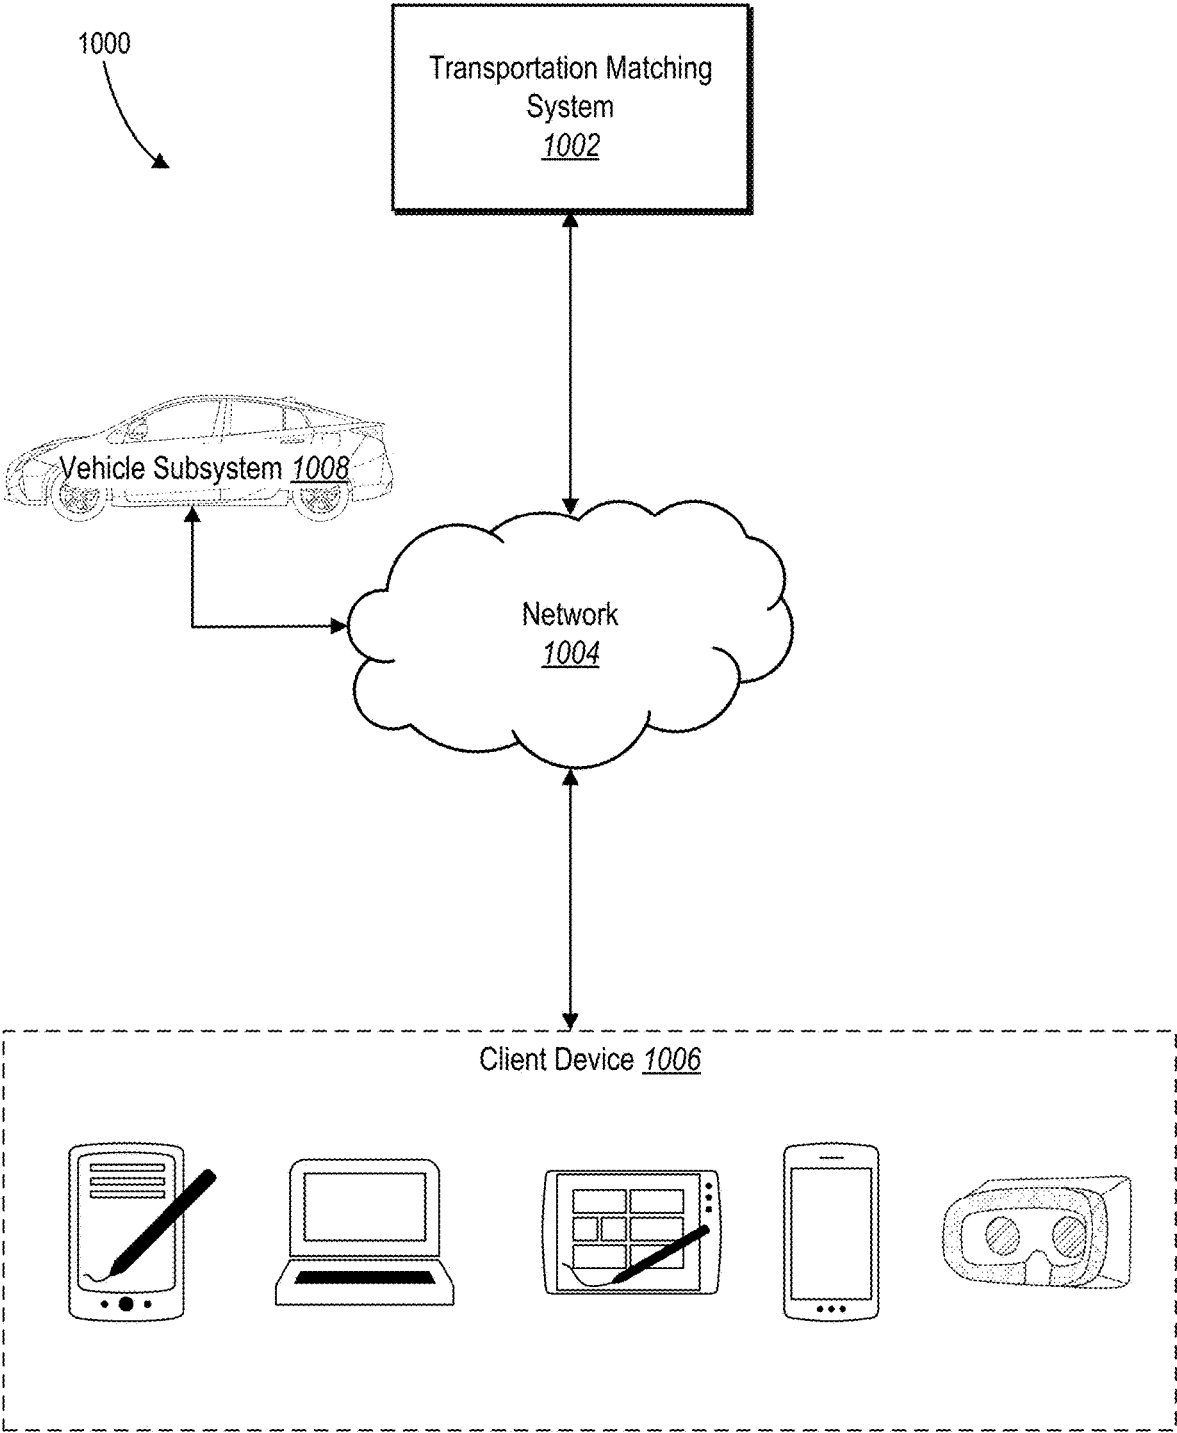 1000
Transportation Matching
System
1002
Vehicle Subsystem 1008
Network
1004
Client Device 1006